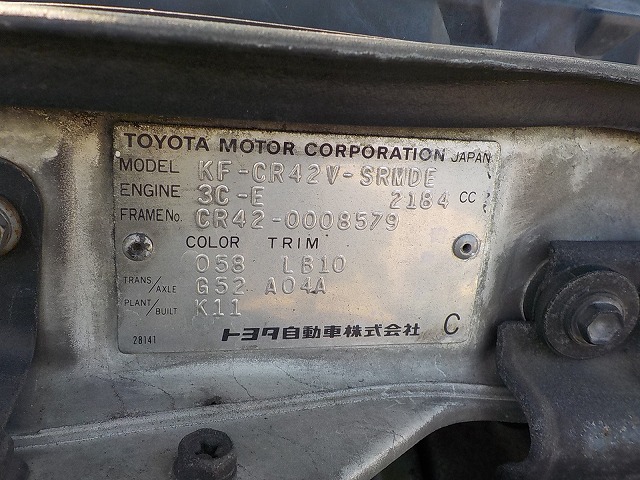 TOYOTA MOTOR CORPORATION JAPAN
MODEL KF-CR42V-SRMDE
ENGINE 3C-E 2184 CC
FRAME No. CR42-0008579
COLOR TRIM
058 LB10
TRANS/AXLE G52 A04A
PLANT/BUILT K11
28141 トヨタ自動車株式会社 C